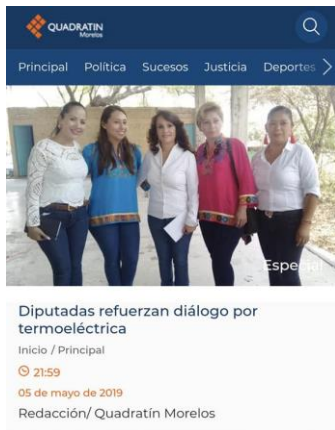 QUADRATIN
Morelos
Principal Política Sucesos Justicia Deportes
Especial
Diputadas refuerzan diálogo por
termoeléctrica
Inicio / Principal
21:59
05 de mayo de 2019
Redacción/ Quadratín Morelos